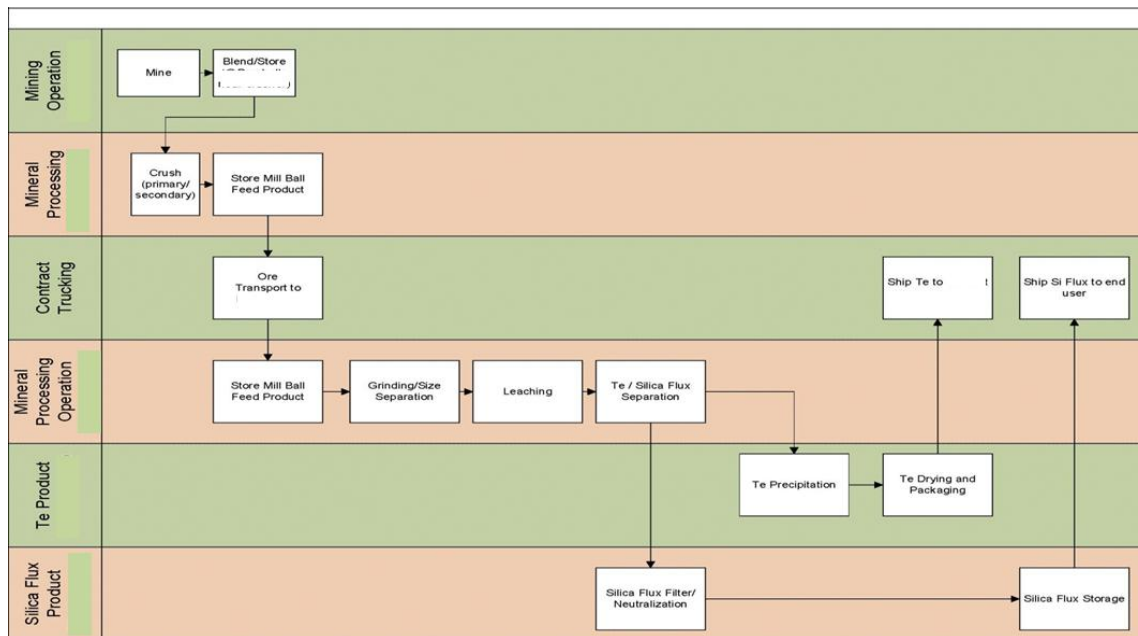 Mining
Operation
Mine
Blend/Store
Mineral
Processing
Crush
(primary/
secondary)
Store Mill Ball
Feed Product
Contract
Trucking
Ore
Transport to
Ship Te to
Ship Si Flux to end
user
Mineral
Processing
Operation
Store Mill Ball
Feed Product
Grinding/Size
Separation
Leaching
Te / Silica Flux
Separation
Te Product
Te Precipitation
Te Drying and
Packaging
Silica Flux
Product
Silica Flux Filter/
Neutralization
Silica Flux Storage